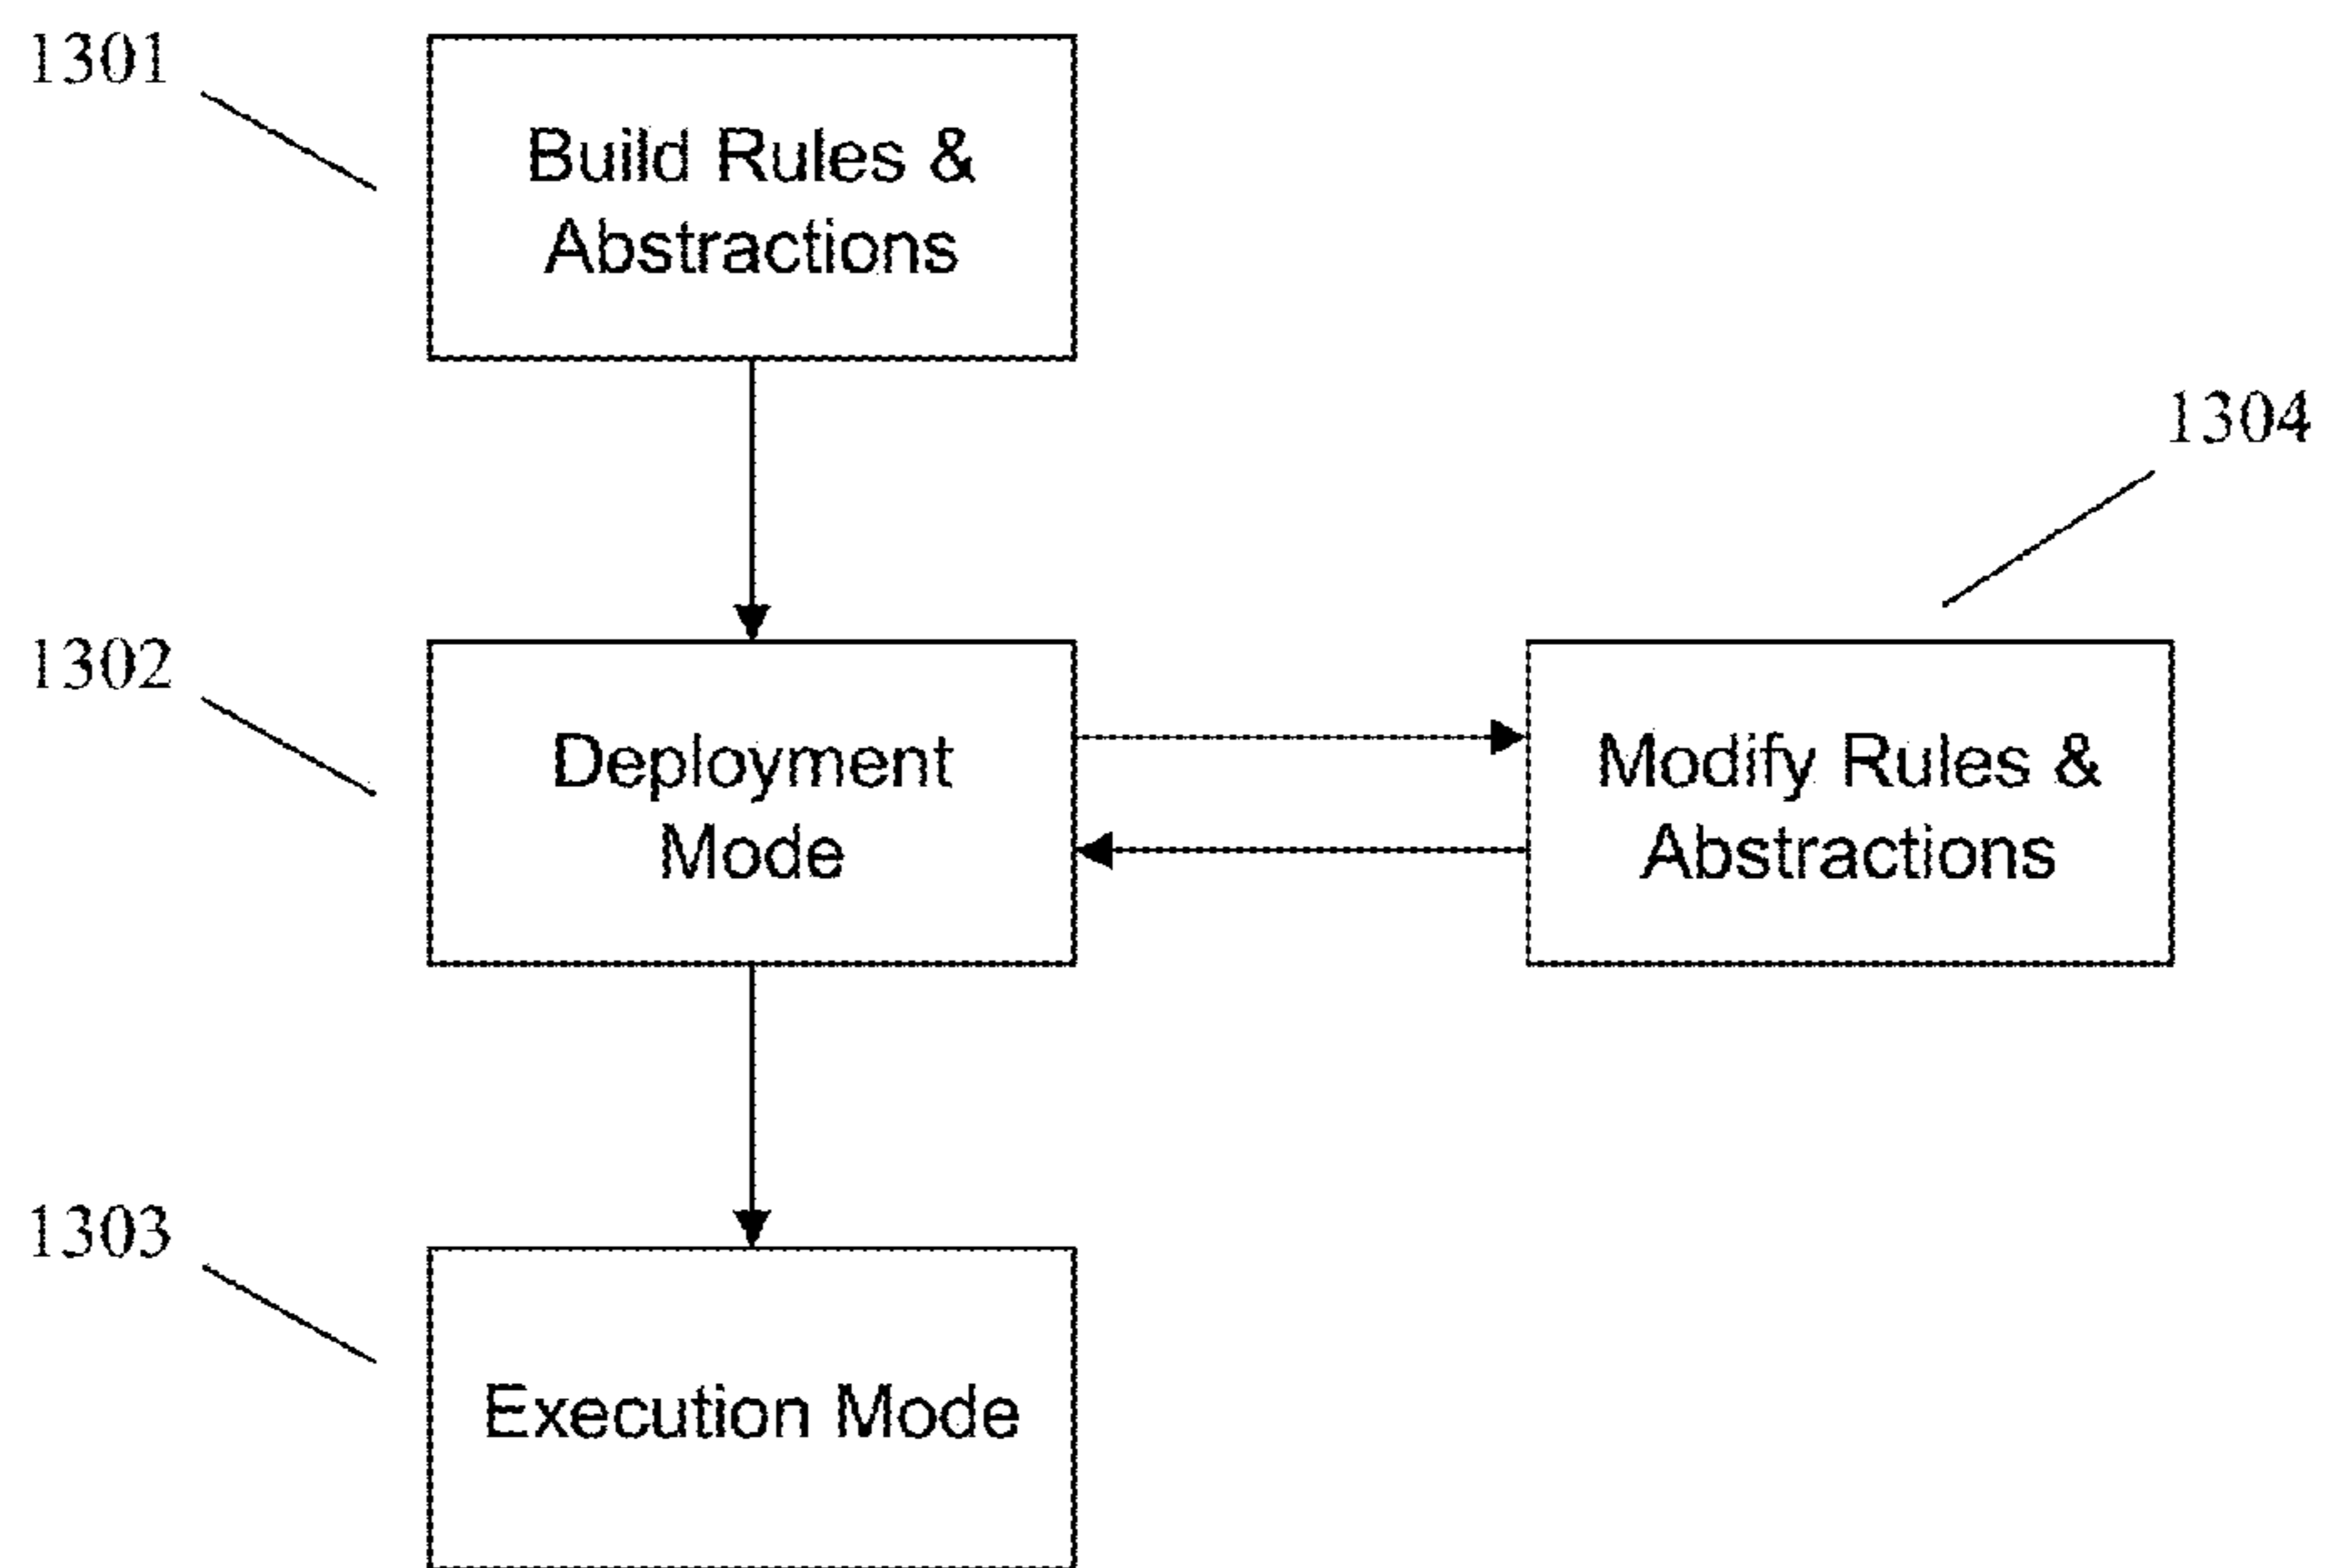 1301
Build Rules &
Abstractions
1304
1302
Deployment
Mode
Modify Rules &
Abstractions
1303
Execution Mode